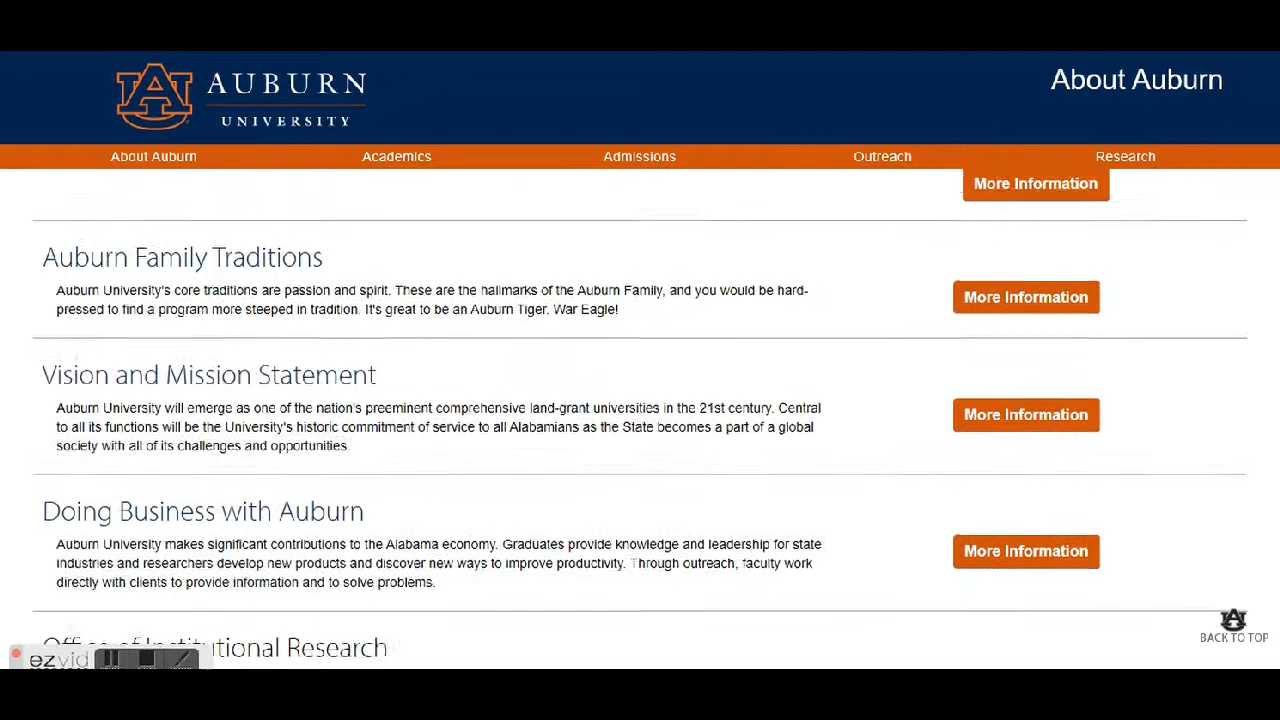 AUBURN
UNIVERSITY
About Auburn
About Auburn Academics Admissions Outreach Research
More Information
Auburn Family Traditions
Auburn University's core traditions are passion and spirit. These are the hallmarks of the Auburn Family, and you would be hard-
pressed to find a program more steeped in tradition. It's great to be an Auburn Tiger. War Eagle!
More Information
Vision and Mission Statement
Auburn University will emerge as one of the nation's preeminent comprehensive land-grant universities in the 21st century. Central
to all its functions will be the University's historic commitment of service to all Alabamians as the State becomes a part of a global
society with all of its challenges and opportunities.
More Information
Doing Business with Auburn
Auburn University makes significant contributions to the Alabama economy. Graduates provide knowledge and leadership for state
industries and researchers develop new products and discover new ways to improve productivity. Through outreach, faculty work
directly with clients to provide information and to solve problems.
More Information
Office of Institutional Research
BACK TO TOP
ezvid